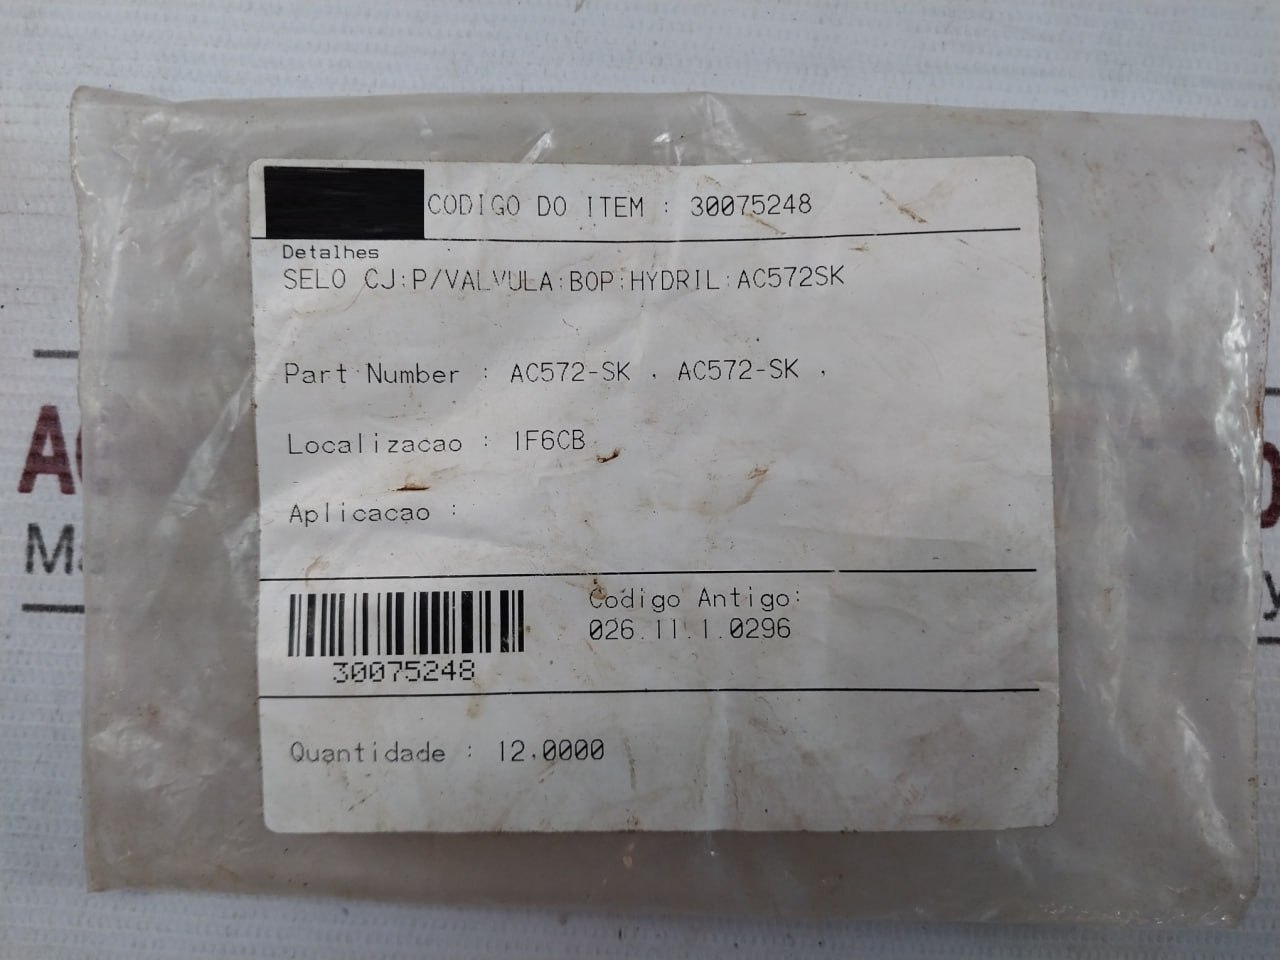 CODIGO DO ITEM : 30075248
Detalhes
SELO CJ:P/VALVULA:BOP:HYDRIL:AC572SK
Part Number : AC572-SK . AC572-SK .
Localizacao : 1F6CB
Aplicacao :
Codigo Antigo:
026.11.1.0296
30075248
Quantidade : 12.0000